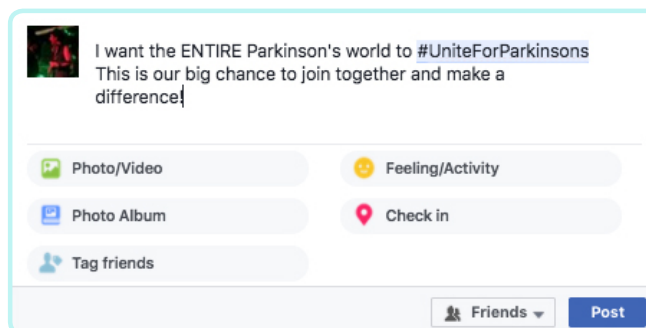 I want the ENTIRE Parkinson's world to #UniteForParkinsons
This is our big chance to join together and make a
difference!
Photo/Video
Feeling/Activity
Photo Album
Check in
Tag friends
Friends
Post